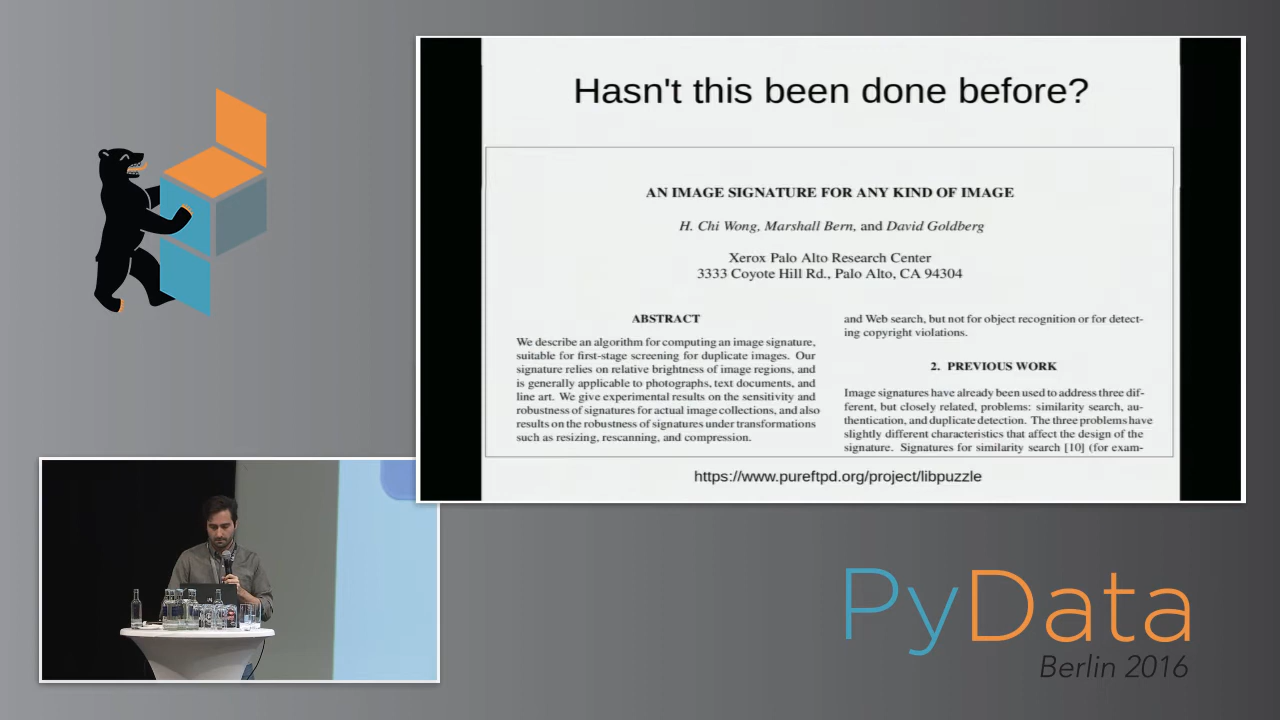 Hasn't this been done before?
AN IMAGE SIGNATURE FOR ANY KIND OF IMAGE
H. Chi Wong, Marshall Bern, and David Goldberg
Xerox Palo Alto Research Center
3333 Coyote Hill Rd., Palo Alto, CA 94304
ABSTRACT
We describe an algorithm for computing an image signature,
suitable for first-stage screening for duplicate images. Our
signature relies on relative brightness of image regions, and
is generally applicable to photographs, text documents, and
line art. We give experimental results on the sensitivity and
robustness of signatures for actual image collections, and also
results on the robustness of signatures under transformations
such as resizing, rescanning, and compression.
and Web search, but not for object recognition or for detect-
ing copyright violations.
2. PREVIOUS WORK
Image signatures have already been used to address three dif-
ferent, but closely related, problems: similarity search, au-
thentication, and duplicate detection. The three problems have
slightly different characteristics that affect the design of the
signature. Signatures for similarity search [10] (for exam-
https://www.pureftpd.org/project/libpuzzle
PyData
Berlin 2016